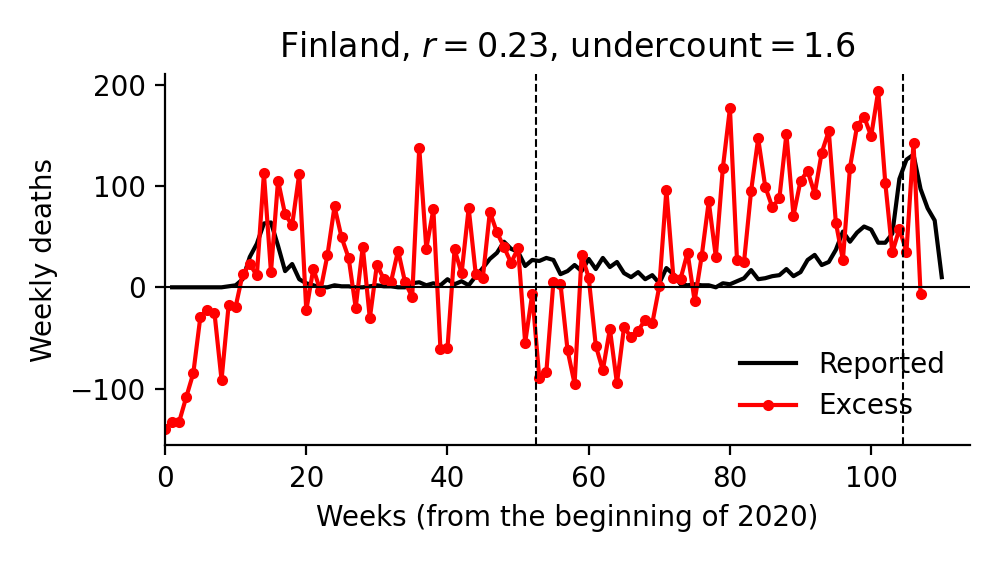 Finland, r = 0.23, undercount = 1.6
200
100
0
−100
Weekly deaths
Reported
Excess
0 20 40 60 80 100
Weeks (from the beginning of 2020)